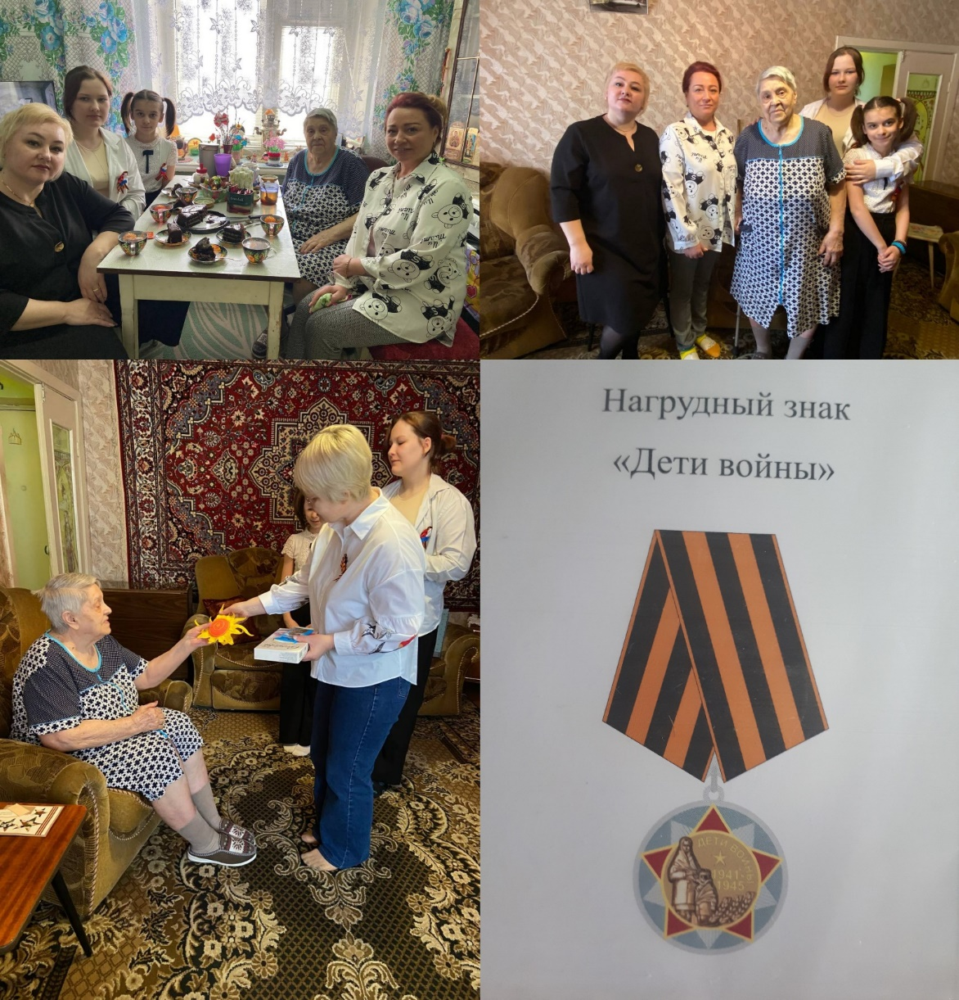 Нагрудный знак
«Дети войны»
ДЕТИ ВОЙНЫ
1941-
1945